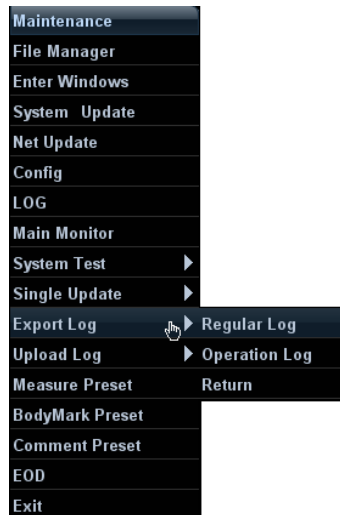 Maintenance
File Manager
Enter Windows
System Update
Net Update
Config
LOG
Main Monitor
System Test
Single Update
Export Log
Regular Log
Upload Log
Operation Log
Measure Preset
Return
BodyMark Preset
Comment Preset
EOD
Exit